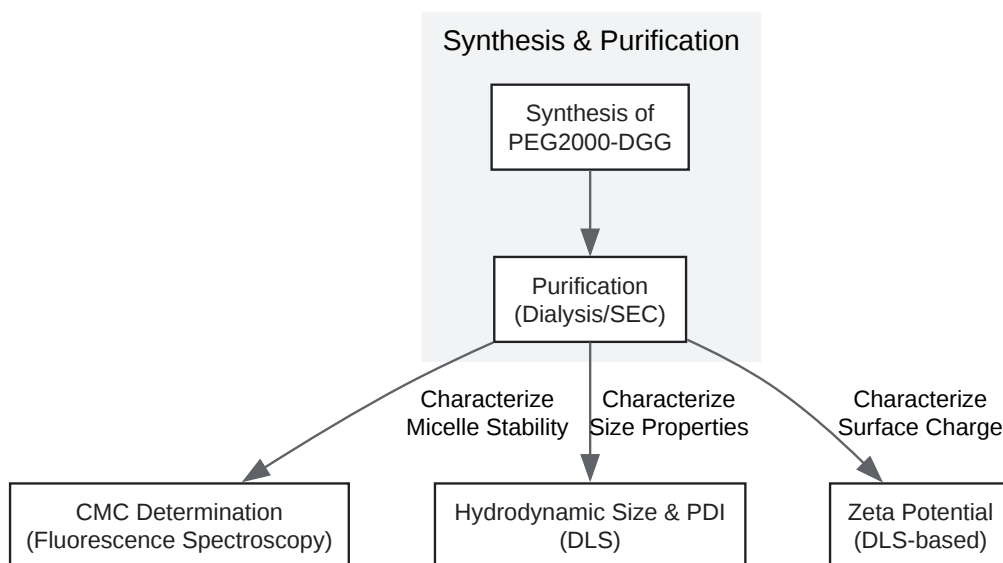 Synthesis & Purification
Synthesis of
PEG2000-DGG
Purification
(Dialysis/SEC)
Characterize
Micelle Stability
Characterize
Size Properties
Characterize
Surface Charge
CMC Determination
(Fluorescence Spectroscopy)
Hydrodynamic Size & PDI
(DLS)
Zeta Potential
(DLS-based)